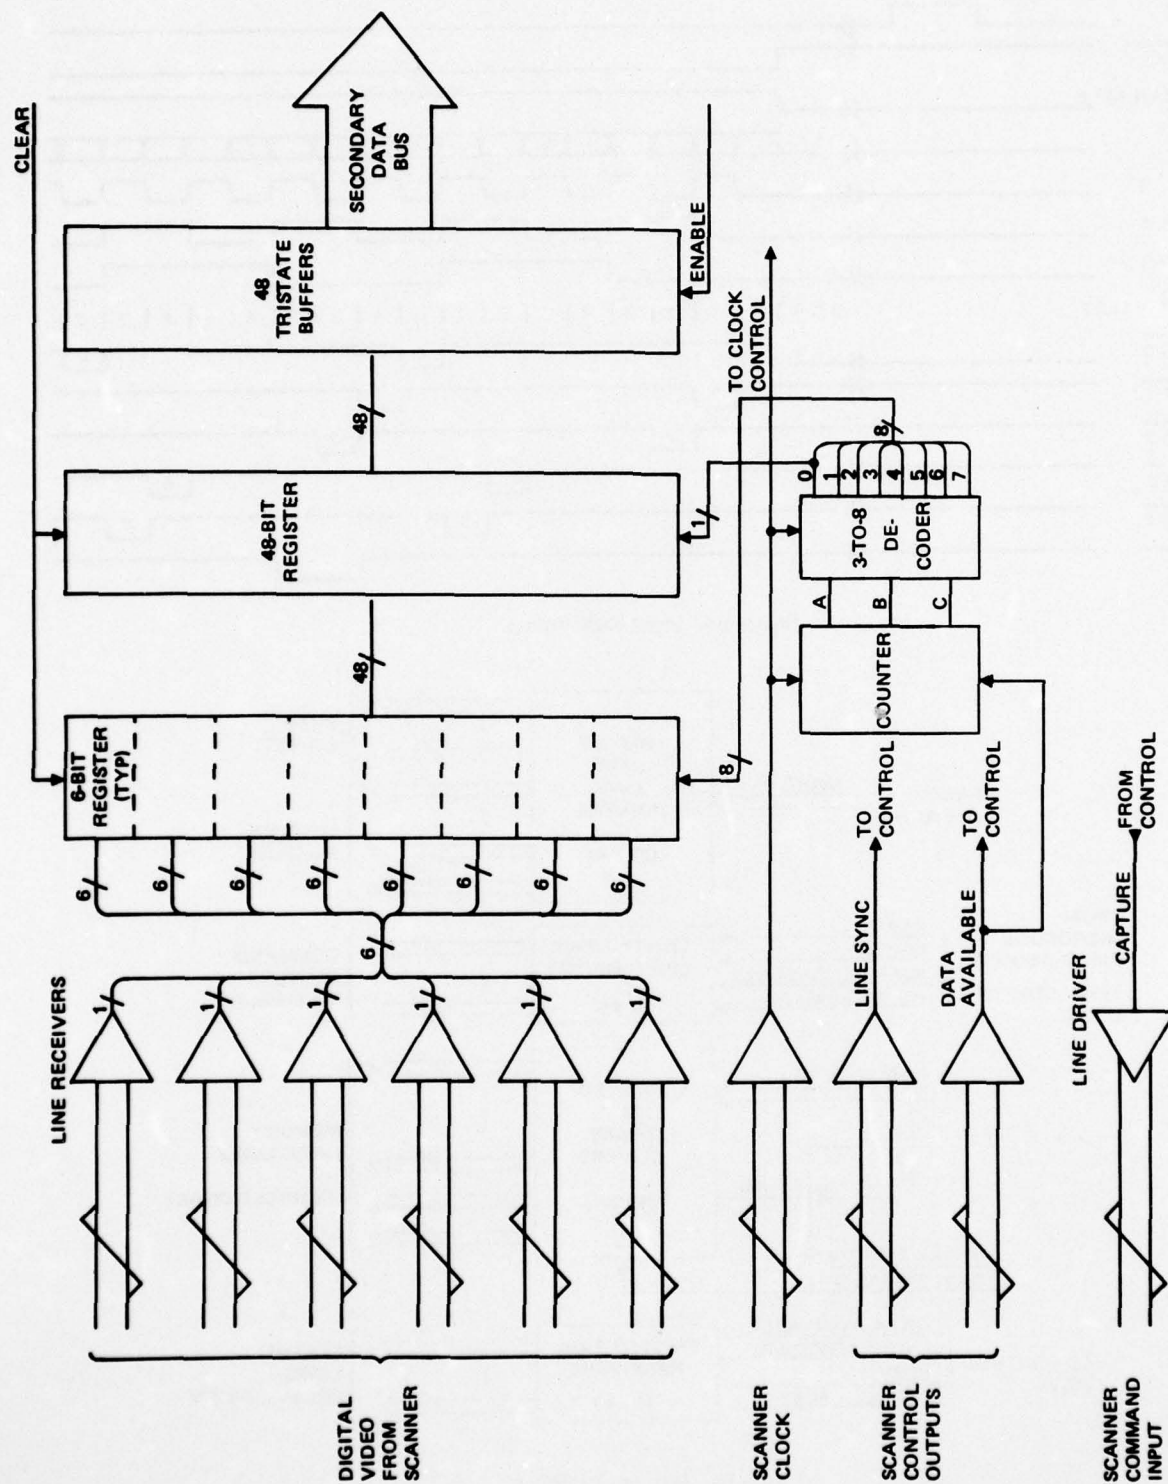 CLEAR
LINE RECEIVERS
6-BIT
REGISTER
(TYP)
48-BIT
REGISTER
48
TRISTATE
BUFFERS
SECONDARY
DATA
BUS
DIGITAL
VIDEO
FROM
SCANNER
1
1
1
1
1
1
6
6
6
6
6
6
6
6
6
48
48
8
1
ENABLE
TO CLOCK
CONTROL
SCANNER
CLOCK
COUNTER
A
B
C
3-TO-8
DE-
CODER
0
1
2
3
4
5
6
7
8
SCANNER
CONTROL
OUTPUTS
LINE SYNC
TO
CONTROL
DATA
AVAILABLE
TO
CONTROL
SCANNER
COMMAND
INPUT
LINE DRIVER
CAPTURE
FROM
CONTROL